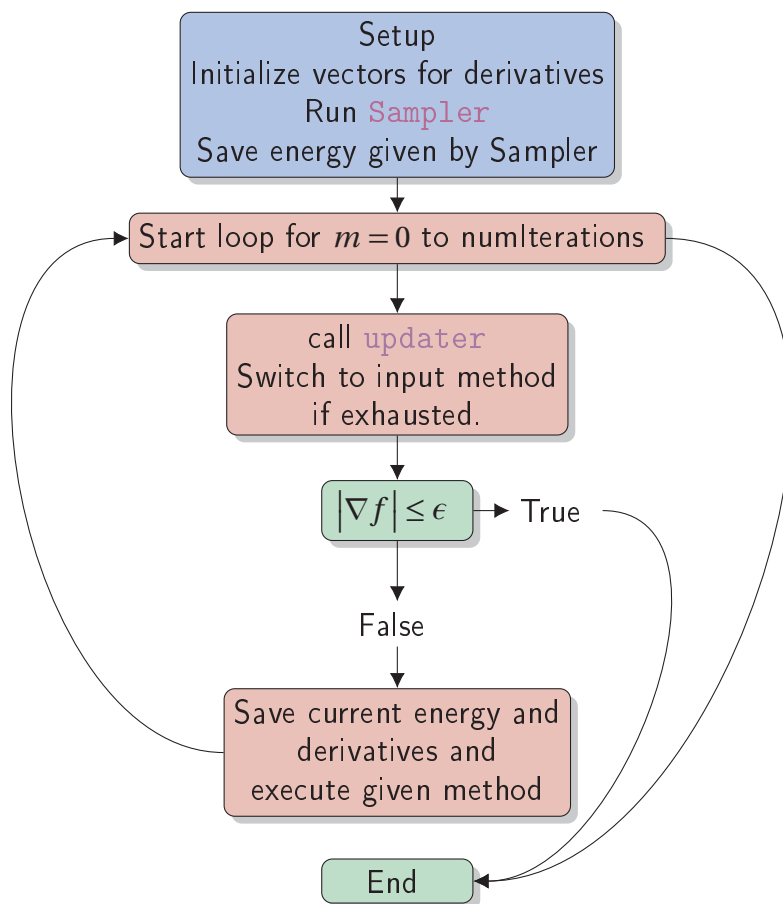 Setup
Initialize vectors for derivatives
Run Sampler
Save energy given by Sampler
Start loop for m = 0 to numIterations
call updater
Switch to input method
if exhausted.
|∇f| ≤ ϵ
True
False
Save current energy and
derivatives and
execute given method
End